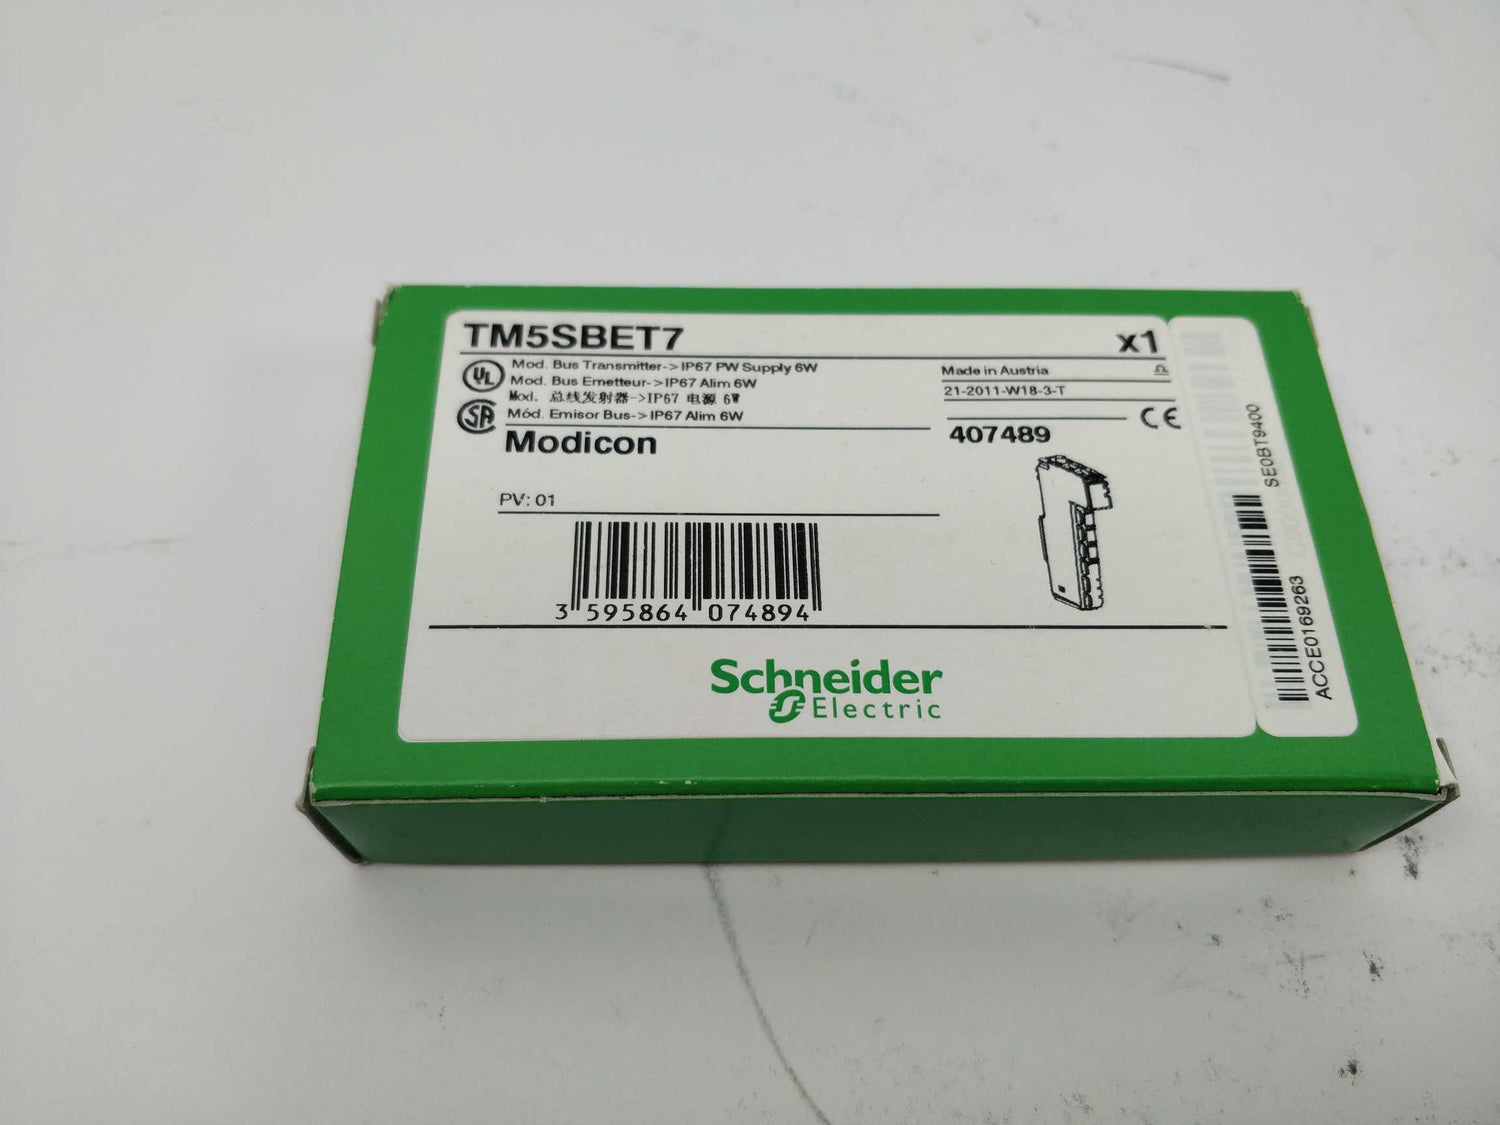 TM5SBET7
x1
UL
Mod. Bus Transmitter-> IP67 PW Supply 6W
Mod. Bus Emetteur-> IP67 Alim 6W
Mod. 总线发射器->IP67 电源 6W
Mód. Emisor Bus-> IP67 Alim 6W
SA
Modicon
Made in Austria
21-2011-W18-3-T
CE
407489
PV: 01
3 595864 074894
Schneider
Electric
SE0BT9400
ACCE0169263